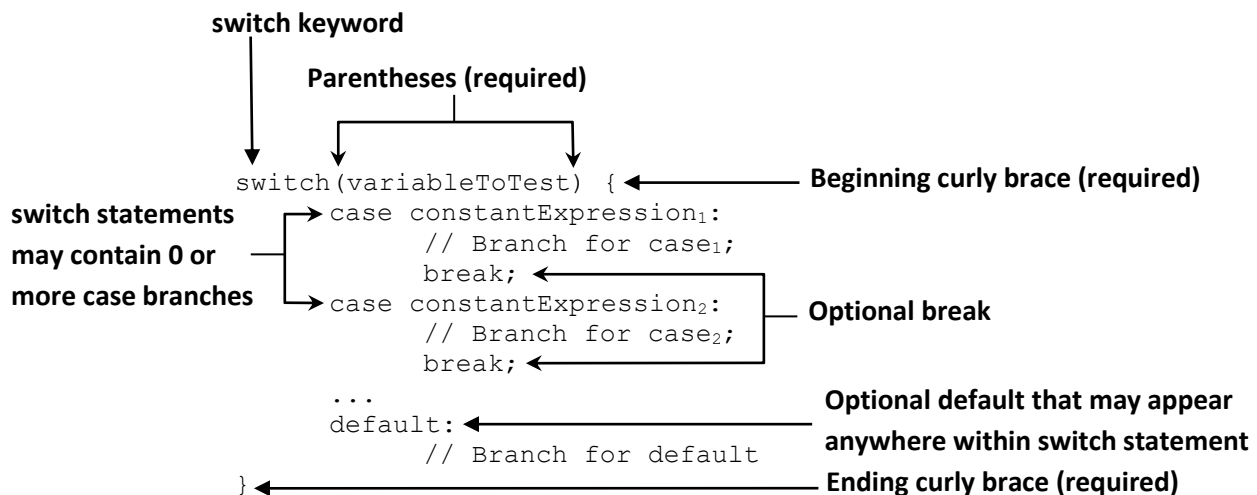 switch keyword
Parentheses (required)
switch(variableToTest) {
Beginning curly brace (required)
switch statements
may contain 0 or
more case branches
case constantExpression₁:
// Branch for case₁;
break;
case constantExpression₂:
// Branch for case₂;
break;
Optional break
...
default:
// Branch for default
Optional default that may appear
anywhere within switch statement
}
Ending curly brace (required)